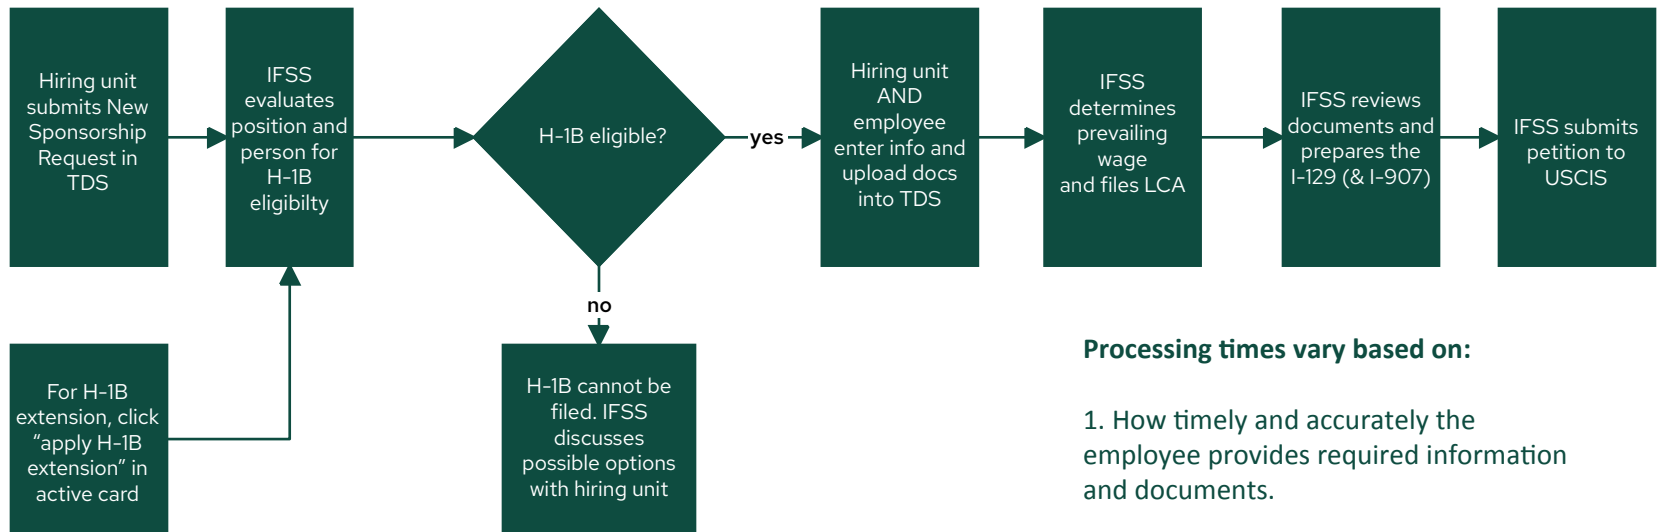 Hiring unit
submits New
Sponsorship
Request in
TDS
IFSS
evaluates
position and
person for
H-1B
eligibilty
H-1B eligible?
yes
Hiring unit
AND
employee
enter info and
upload docs
into TDS
IFSS
determines
prevailing
wage
and files LCA
IFSS reviews
documents and
prepares the
I-129 (& I-907)
IFSS submits
petition to
USCIS
no
For H-1B
extension, click
“apply H-1B
extension” in
active card
H-1B cannot be
filed. IFSS
discusses
possible options
with hiring unit
Processing times vary based on:
1. How timely and accurately the
employee provides required information
and documents.